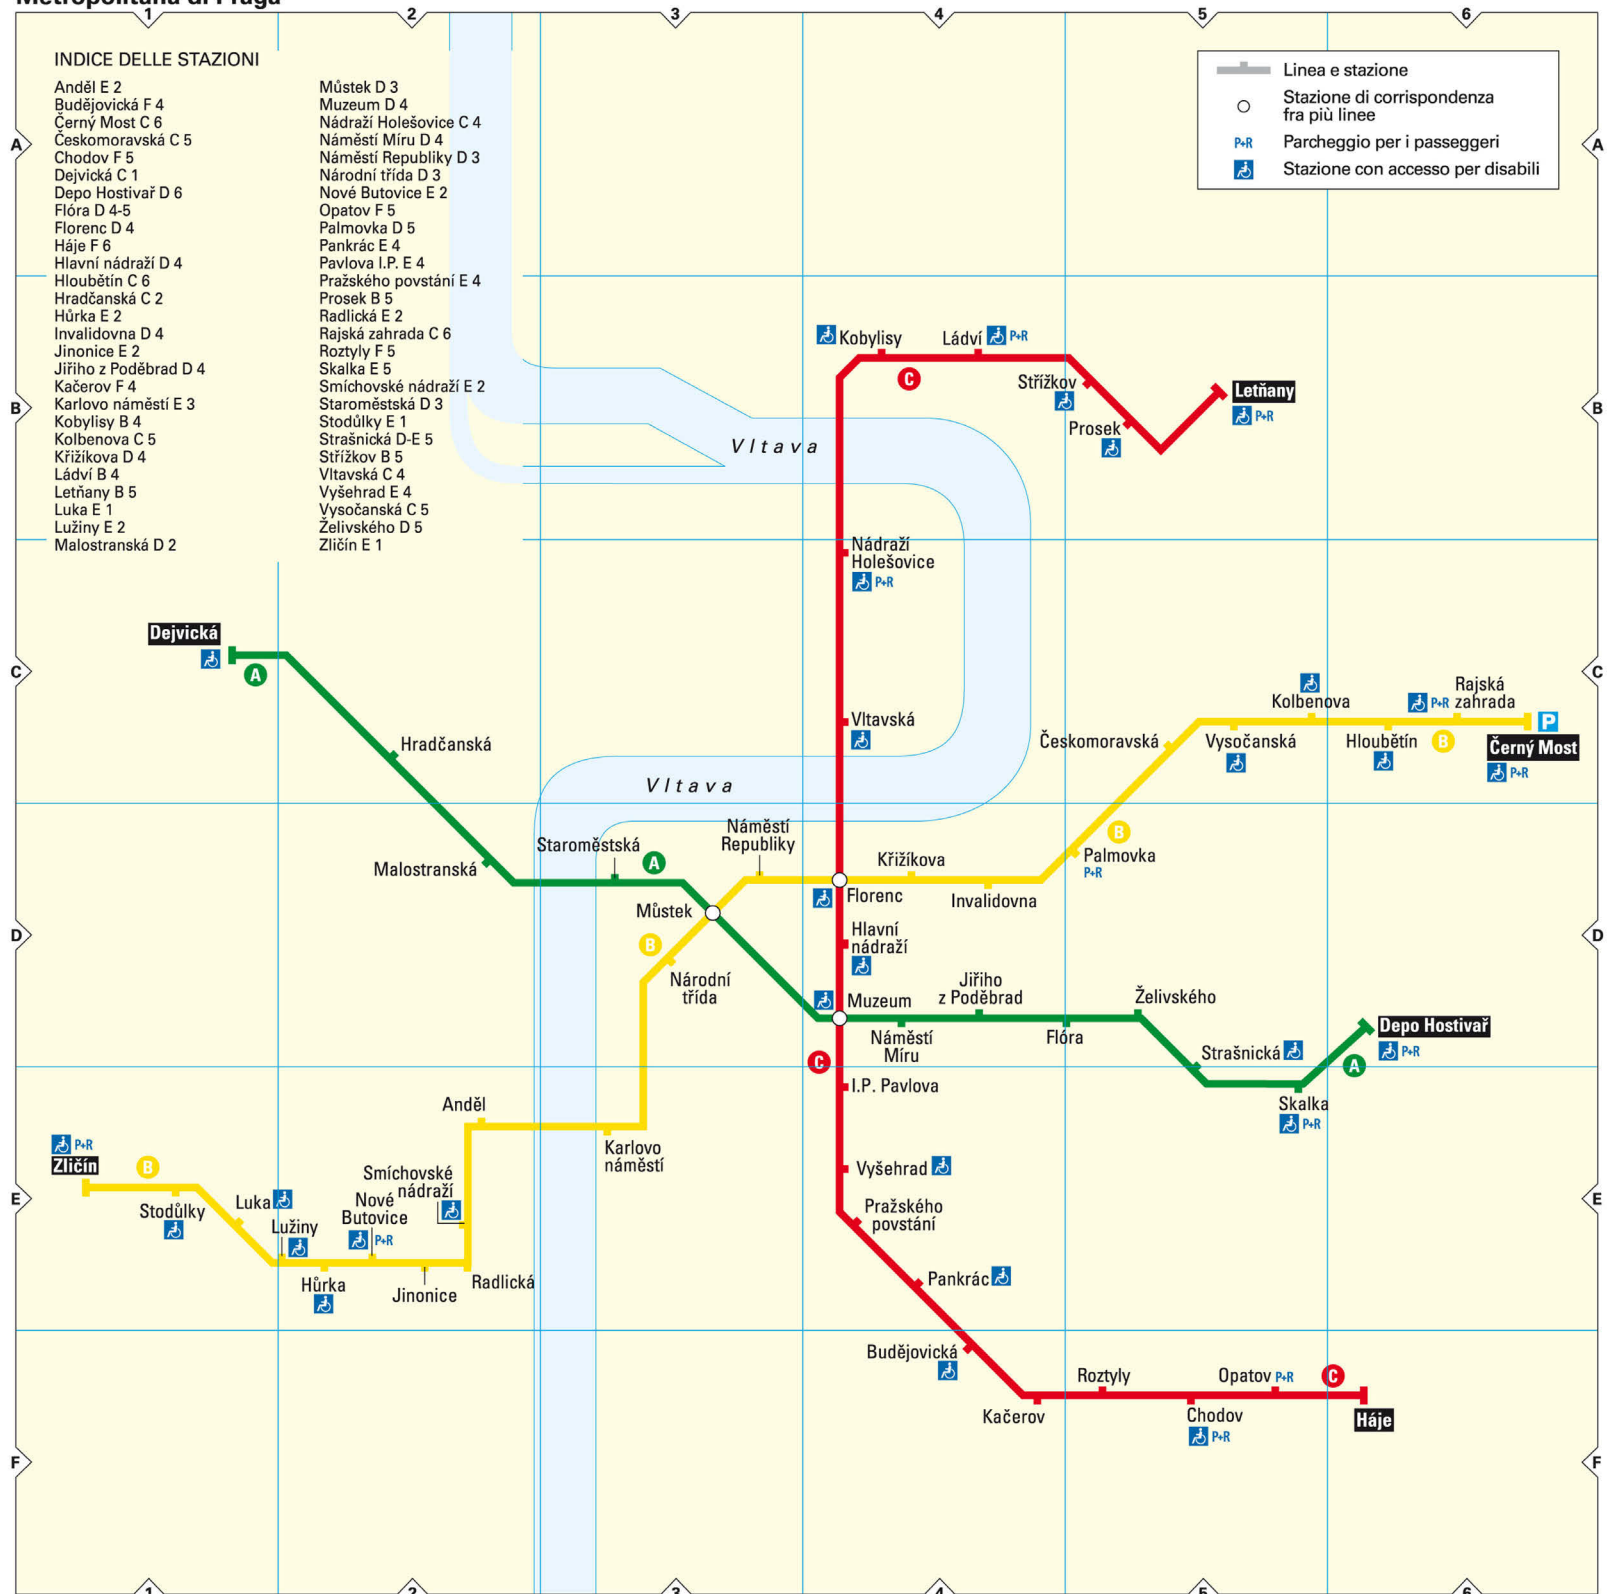 Metropolitana di Praga
1 2 3 4 5 6
INDICE DELLE STAZIONI
Anděl E 2
Budějovická F 4
Černý Most C 6
Českomoravská C 5
Chodov F 5
Dejvická C 1
Depo Hostivař D 6
Flóra D 4-5
Florenc D 4
Háje F 6
Hlavní nádraží D 4
Hloubětín C 6
Hradčanská C 2
Hůrka E 2
Invalidovna D 4
Jinonice E 2
Jiřiho z Poděbrad D 4
Kačerov F 4
Karlovo náměstí E 3
Kobylisy B 4
Kolbenova C 5
Křižíkova D 4
Ládví B 4
Letňany B 5
Luka E 1
Lužiny E 2
Malostranská D 2
Můstek D 3
Muzeum D 4
Nádraží Holešovice C 4
Náměstí Míru D 4
Náměstí Republiky D 3
Národní třída D 3
Nové Butovice E 2
Opatov F 5
Palmovka D 5
Pankrác E 4
Pavlova I.P. E 4
Pražského povstání E 4
Prosek B 5
Radlická E 2
Rajská zahrada C 6
Roztyly F 5
Skalka E 5
Smíchovské nádraží E 2
Staroměstská D 3
Stodůlky E 1
Strašnická D-E 5
Střížkov B 5
Vltavská C 4
Vyšehrad E 4
Vysočanská C 5
Želivského D 5
Zličín E 1
Linea e stazione
Stazione di corrispondenza
fra più linee
P+R Parcheggio per i passeggeri
Stazione con accesso per disabili
A A
Kobylisy
Ládví P+R
C
Střížkov
Letňany
P+R
Prosek
B B
Vltava
Nádraží
Holešovice
P+R
Dejvická
A
C C
Vltavská
Hradčanská
Českomoravská
Vysočanská
Kolbenova
Hloubětín
P+R
Rajská
zahrada
B
P
Černý Most
P+R
Vltava
Malostranská
Staroměstská
A
Náměstí
Republiky
Křižíkova
B
Palmovka
P+R
Florenc
Invalidovna
Můstek
B
Hlavní
nádraží
D D
Národní
třída
Muzeum
Jiřiho
z Poděbrad
Želivského
Náměstí
Míru
Flóra
Depo Hostivař
P+R
Strašnická
A
C
I.P. Pavlova
Skalka
P+R
Anděl
Karlovo
náměstí
P+R
Zličín
B
Stodůlky
Luka
Lužiny
Hůrka
Nové
Butovice
P+R
Smíchovské
nádraží
Jinonice
Radlická
Vyšehrad
E E
Pražského
povstání
Pankrác
Budějovická
Kačerov
Roztyly
Chodov
P+R
Opatov P+R
C
Háje
F F
1 2 3 4 5 6